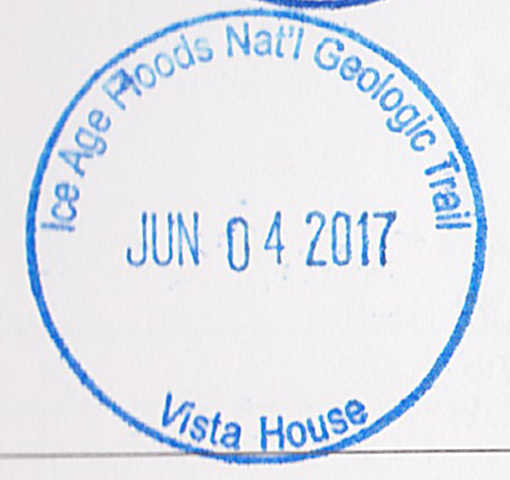 Ice Age Floods Nat'l Geologic Trail
JUN 04 2017
Vista House